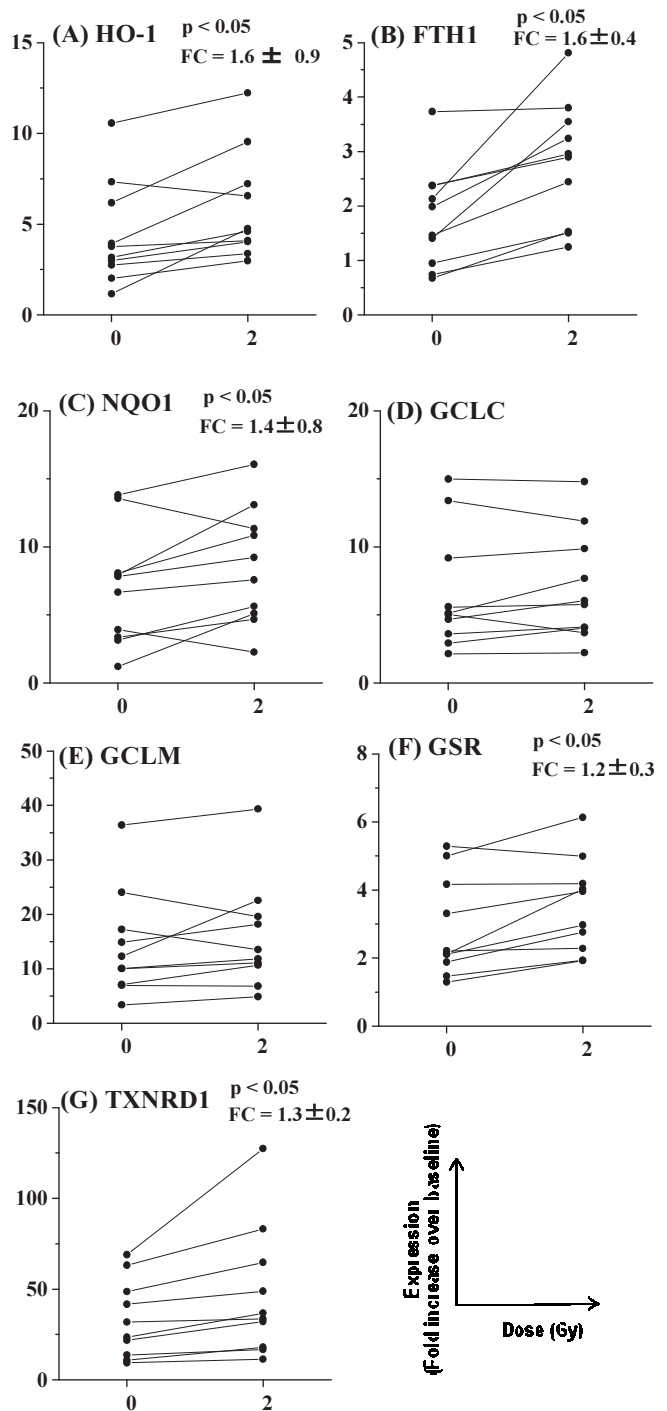 (A) HO-1
p < 0.05
FC = 1.6 ± 0.9
15
10
5
0
0 2
(B) FTH1
p < 0.05
FC = 1.6±0.4
5
4
3
2
1
0
0 2
(C) NQO1
p < 0.05
FC = 1.4±0.8
20
10
0
0 2
(D) GCLC
20
10
0
0 2
(E) GCLM
50
40
30
20
10
0
0 2
(F) GSR
p < 0.05
FC = 1.2±0.3
8
6
4
2
0
0 2
(G) TXNRD1
p < 0.05
FC = 1.3±0.2
150
100
50
0
0 2
Expression
(Fold increase over baseline)
Dose (Gy)